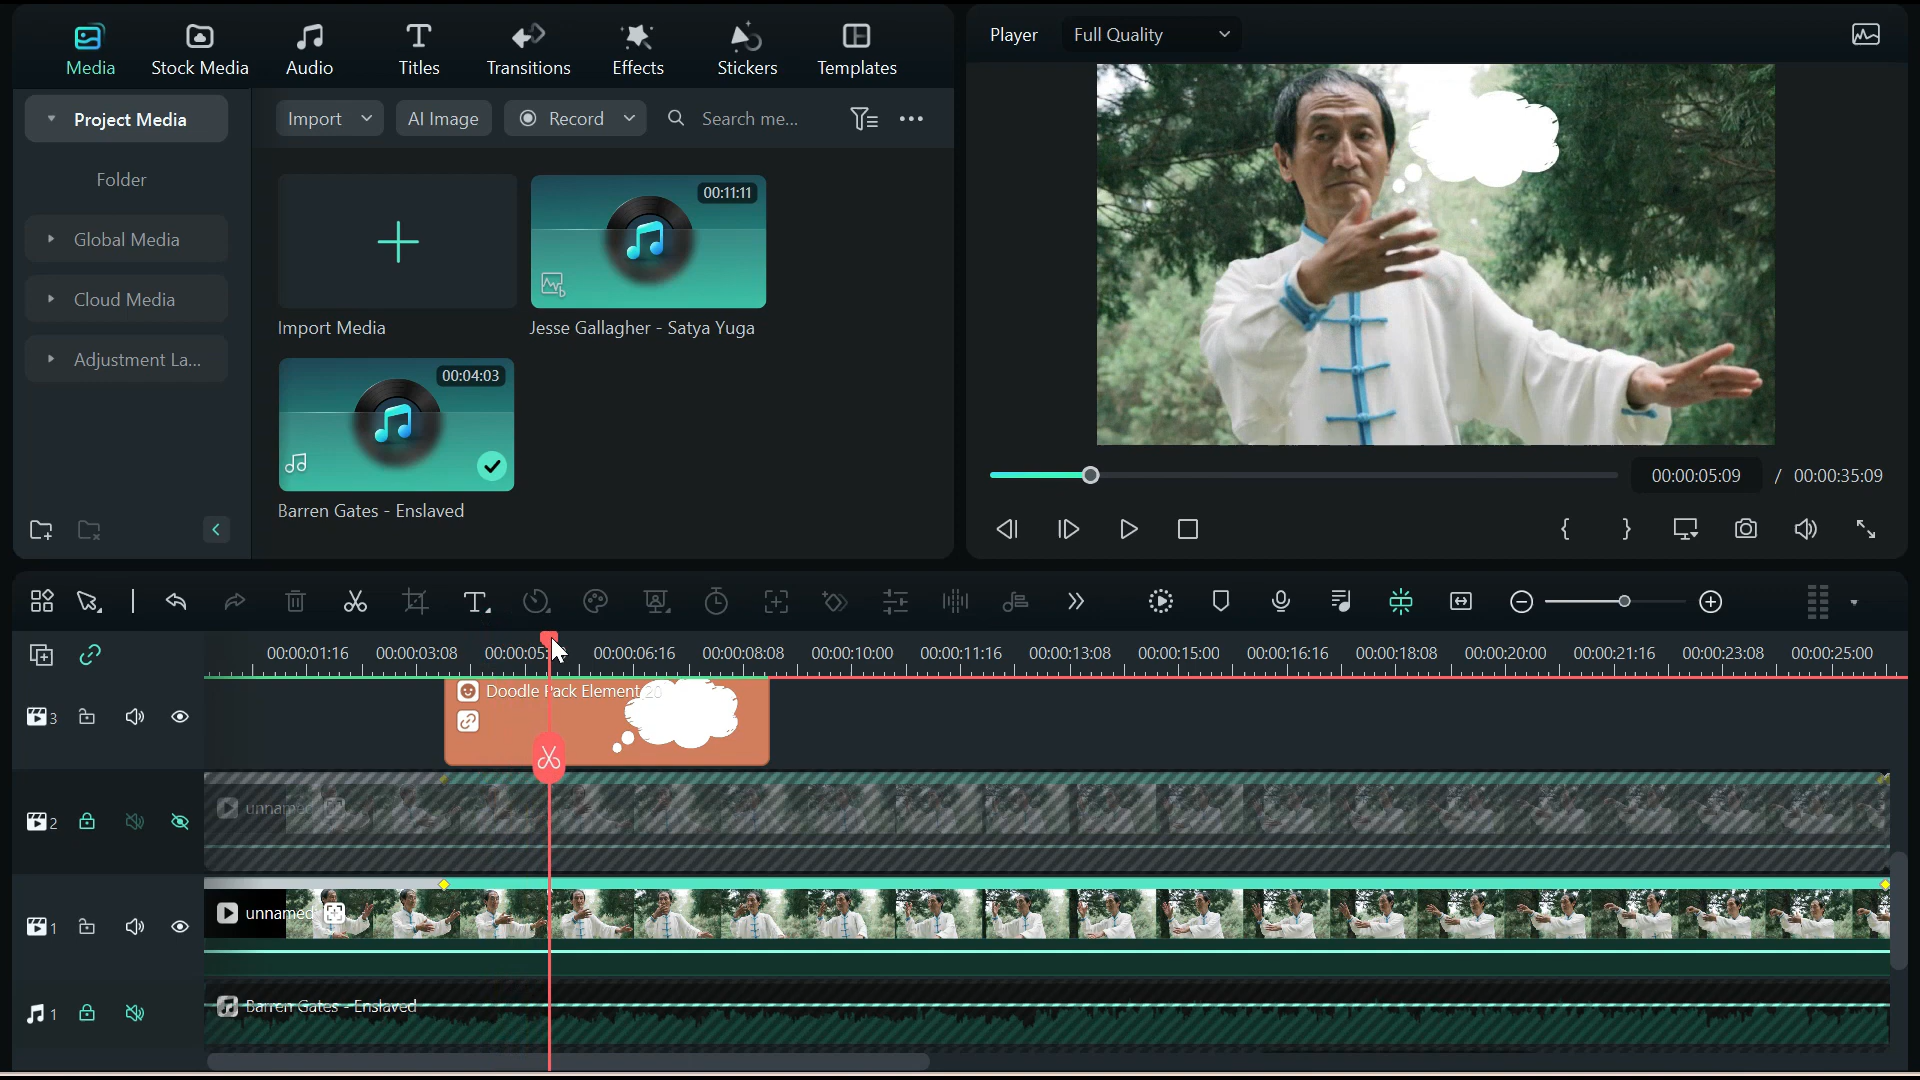 Media
Stock Media
Audio
Titles
Transitions
Effects
Stickers
Templates
Player
Full Quality
Project Media
Folder
Global Media
Cloud Media
Adjustment La...
Import
AI Image
Record
Search me...
Import Media
00:11:11
Jesse Gallagher - Satya Yuga
00:04:03
Barren Gates - Enslaved
00:00:05:09 / 00:00:35:09
00:00:01:16
00:00:03:08
00:00:05:
00:00:06:16
00:00:08:08
00:00:10:00
00:00:11:16
00:00:13:08
00:00:15:00
00:00:16:16
00:00:18:08
00:00:20:00
00:00:21:16
00:00:23:08
00:00:25:00
3
Doodle Pack Element 20
2
unnamed
1
unnamed
1
Barren Gates - Enslaved